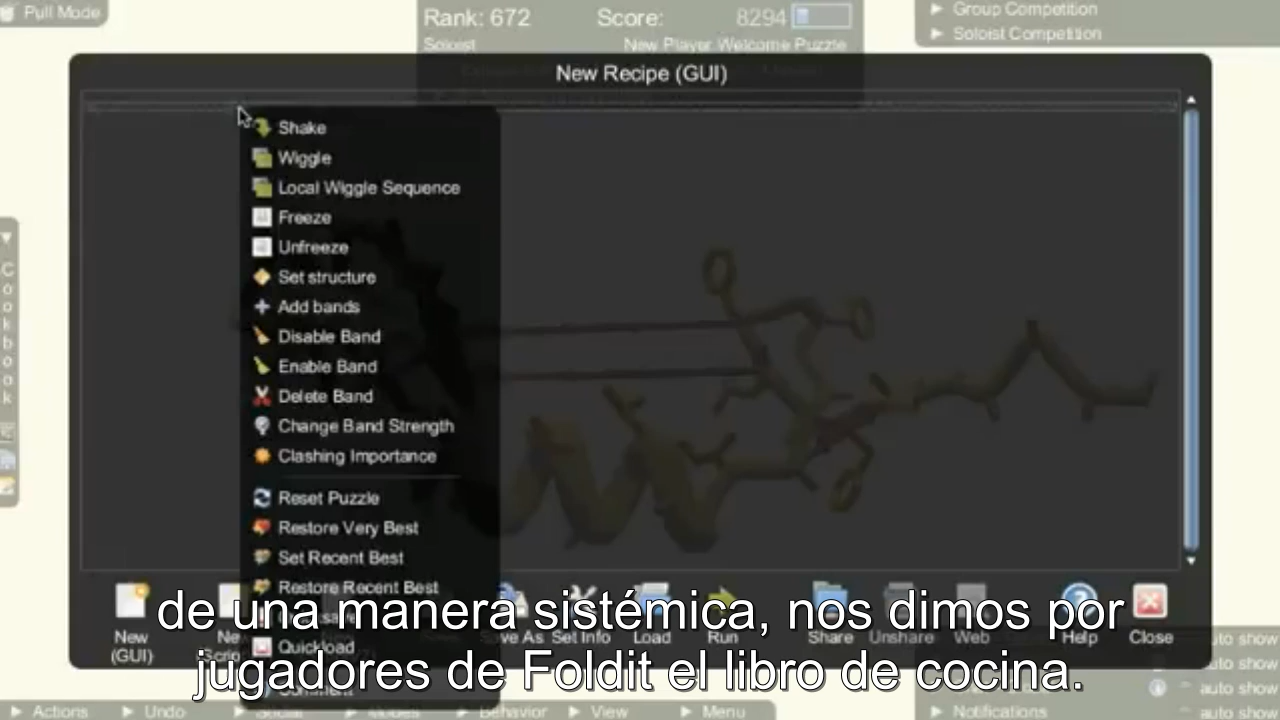 Pull Mode
Rank: 672 Score: 8294
Soloist New Player Welcome Puzzle
Group Competition
Soloist Competition
New Recipe (GUI)
Shake
Wiggle
Local Wiggle Sequence
Freeze
Unfreeze
Set structure
Add bands
Disable Band
Enable Band
Delete Band
Change Band Strength
Clashing Importance
Reset Puzzle
Restore Very Best
Set Recent Best
Restore Recent Best
Quickload
Comment
Cookbook
New (GUI)
Save As
Set Info
Load
Run
Share
Unshare
Web
Help
Close
de una manera sistémica, nos dimos por
jugadores de Foldit el libro de cocina.
auto show
auto show
auto show
Actions Undo Social Modes Behavior View Menu Notifications auto show